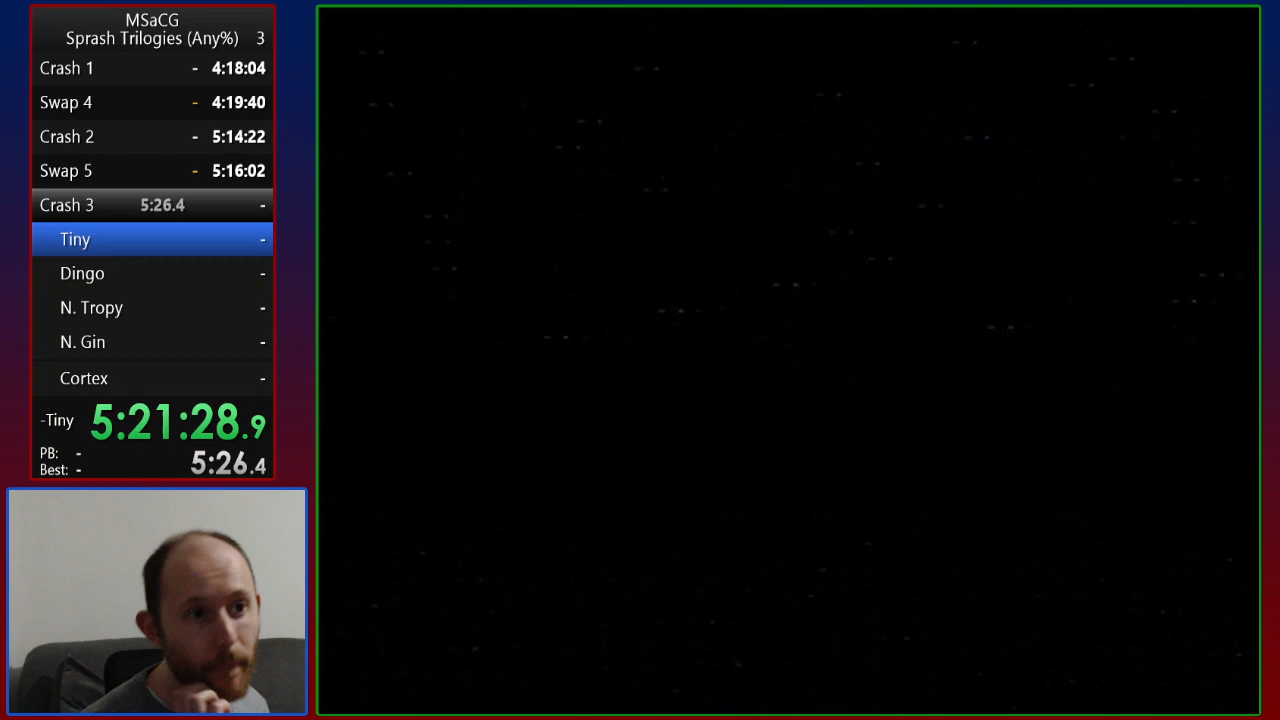 MSaCG
Sprash Trilogies (Any%) 3
Crash 1 - 4:18:04
Swap 4 - 4:19:40
Crash 2 - 5:14:22
Swap 5 - 5:16:02
Crash 3 5:26.4 -
Tiny -
Dingo -
N. Tropy -
N. Gin -
Cortex -
-Tiny 5:21:28.9
PB: -
Best: - 5:26.4